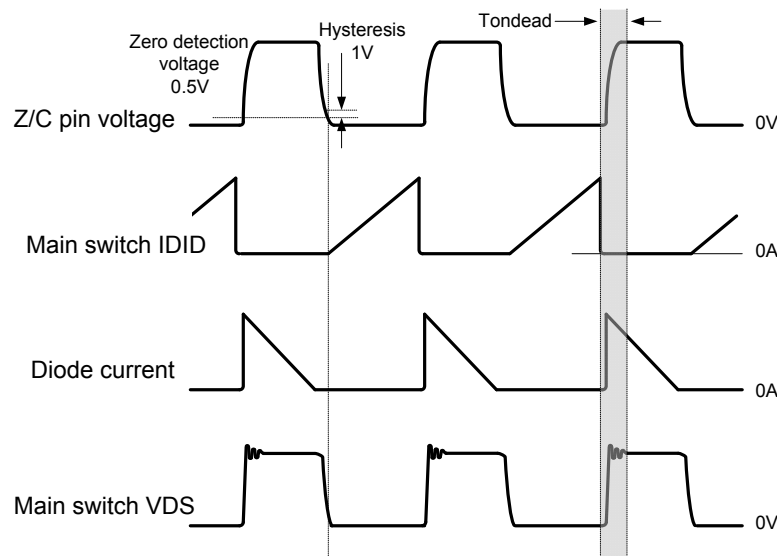 Tondead
Hysteresis
1V
Zero detection
voltage
0.5V
Z/C pin voltage
0V
Main switch IDID
0A
Diode current
0A
Main switch VDS
0V